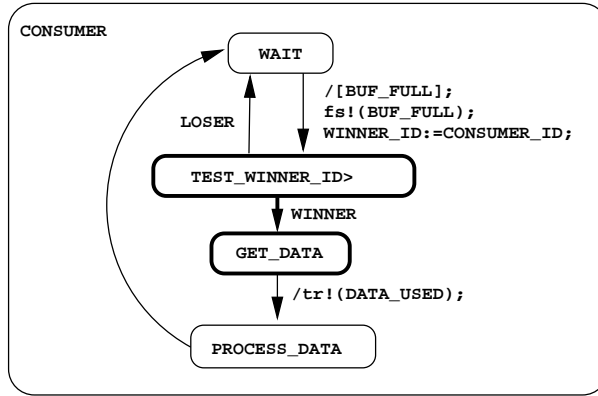 CONSUMER
WAIT
/[BUF_FULL];
fs!(BUF_FULL);
WINNER_ID:=CONSUMER_ID;
LOSER
TEST_WINNER_ID>
WINNER
GET_DATA
/tr!(DATA_USED);
PROCESS_DATA